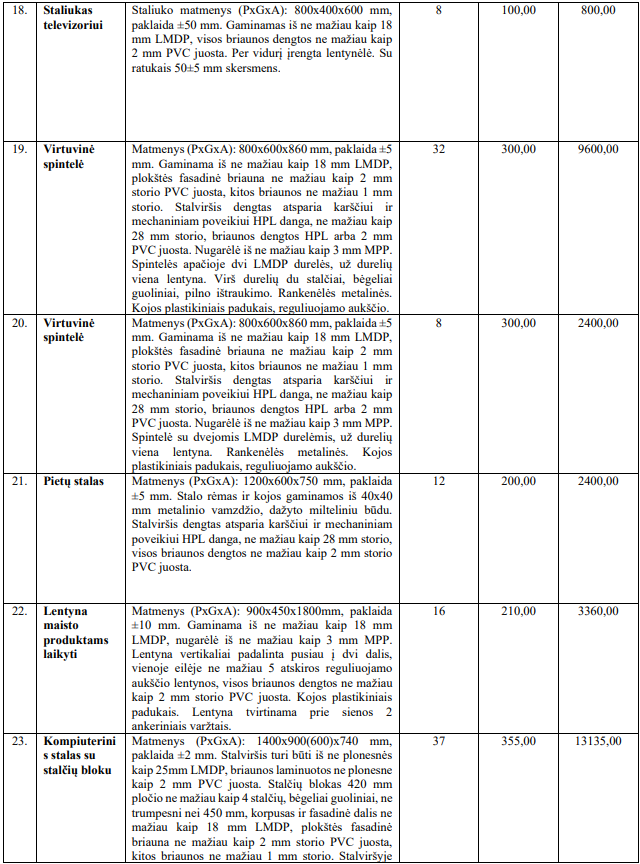 18. Staliukas Staliuko matmenys (PxGxA): 800x400x600 mm, 8 100,00 800,00
televizoriui paklaida ±50 mm. Gaminamas iš ne mažiau kaip 18
mm LMDP, visos briaunos dengtos ne mažiau kaip
2 mm PVC juosta. Per vidurį įrengta lentynėlė. Su
ratukais 50±5 mm skersmens.
19. Virtuvinė Matmenys (PxGxA): 800x600x860 mm, paklaida ±5 32 300,00 9600,00
spintelė mm. Gaminama iš ne mažiau kaip 18 mm LMDP,
plokštės fasadinė briauna ne mažiau kaip 2 mm
storio PVC juosta, kitos briaunos ne mažiau 1 mm
storio. Stalviršis dengtas atsparia karščiui ir
mechaniniam poveikiui HPL danga, ne mažiau kaip
28 mm storio, briaunos dengtos HPL arba 2 mm
PVC juosta. Nugarėlė iš ne mažiau kaip 3 mm MPP.
Spintelės apačioje dvi LMDP durelės, už durelių
viena lentyna. Virš durelių du stalčiai, bėgeliai
guoliniai, pilno ištraukimo. Rankenėlės metalinės.
Kojos plastikiniais padukais, reguliuojamo aukščio.
20. Virtuvinė Matmenys (PxGxA): 800x600x860 mm, paklaida ±5 8 300,00 2400,00
spintelė mm. Gaminama iš ne mažiau kaip 18 mm LMDP,
plokštės fasadinė briauna ne mažiau kaip 2 mm
storio PVC juosta, kitos briaunos ne mažiau 1 mm
storio. Stalviršis dengtas atsparia karščiui ir
mechaniniam poveikiui HPL danga, ne mažiau kaip
28 mm storio, briaunos dengtos HPL arba 2 mm
PVC juosta. Nugarėlė iš ne mažiau kaip 3 mm MPP.
Spintelė su dvejomis LMDP durelėmis, už durelių
viena lentyna. Rankenėlės metalinės. Kojos
plastikiniais padukais, reguliuojamo aukščio.
21. Pietų stalas Matmenys (PxGxA): 1200x600x750 mm, paklaida 12 200,00 2400,00
±5 mm. Stalo rėmas ir kojos gaminamos iš 40x40
mm metalinio vamzdžio, dažyto milteliniu būdu.
Stalviršis dengtas atsparia karščiui ir mechaniniam
poveikiui HPL danga, ne mažiau kaip 28 mm storio,
visos briaunos dengtos ne mažiau kaip 2 mm storio
PVC juosta.
22. Lentyna Matmenys (PxGxA): 900x450x1800mm, paklaida 16 210,00 3360,00
maisto ±10 mm. Gaminama iš ne mažiau kaip 18 mm
produktams LMDP, nugarėlė iš ne mažiau kaip 3 mm MPP.
laikyti Lentyna vertikaliai padalinta pusiau į dvi dalis,
vienoje eilėje ne mažiau 5 atskiros reguliuojamo
aukščio lentynos, visos briaunos dengtos ne mažiau
kaip 2 mm storio PVC juosta. Kojos plastikiniais
padukais. Lentyna tvirtinama prie sienos 2
ankeriniais varžtais.
23. Kompiuterini Matmenys (PxGxA): 1400x900(600)x740 mm, 37 355,00 13135,00
s stalas su paklaida ±2 mm. Stalviršis turi būti iš ne plonesnės
stalčių bloku kaip 25mm LMDP, briaunos laminuotos ne plonesne
kaip 2 mm PVC juosta. Stalčių blokas 420 mm
pločio ne mažiau kaip 4 stalčių, bėgeliai guoliniai, ne
trumpesni nei 450 mm, korpusas ir fasadinė dalis ne
mažiau kaip 18 mm LMDP, plokštės fasadinė
briauna ne mažiau kaip 2 mm storio PVC juosta,
kitos briaunos ne mažiau 1 mm storio. Stalviršyje